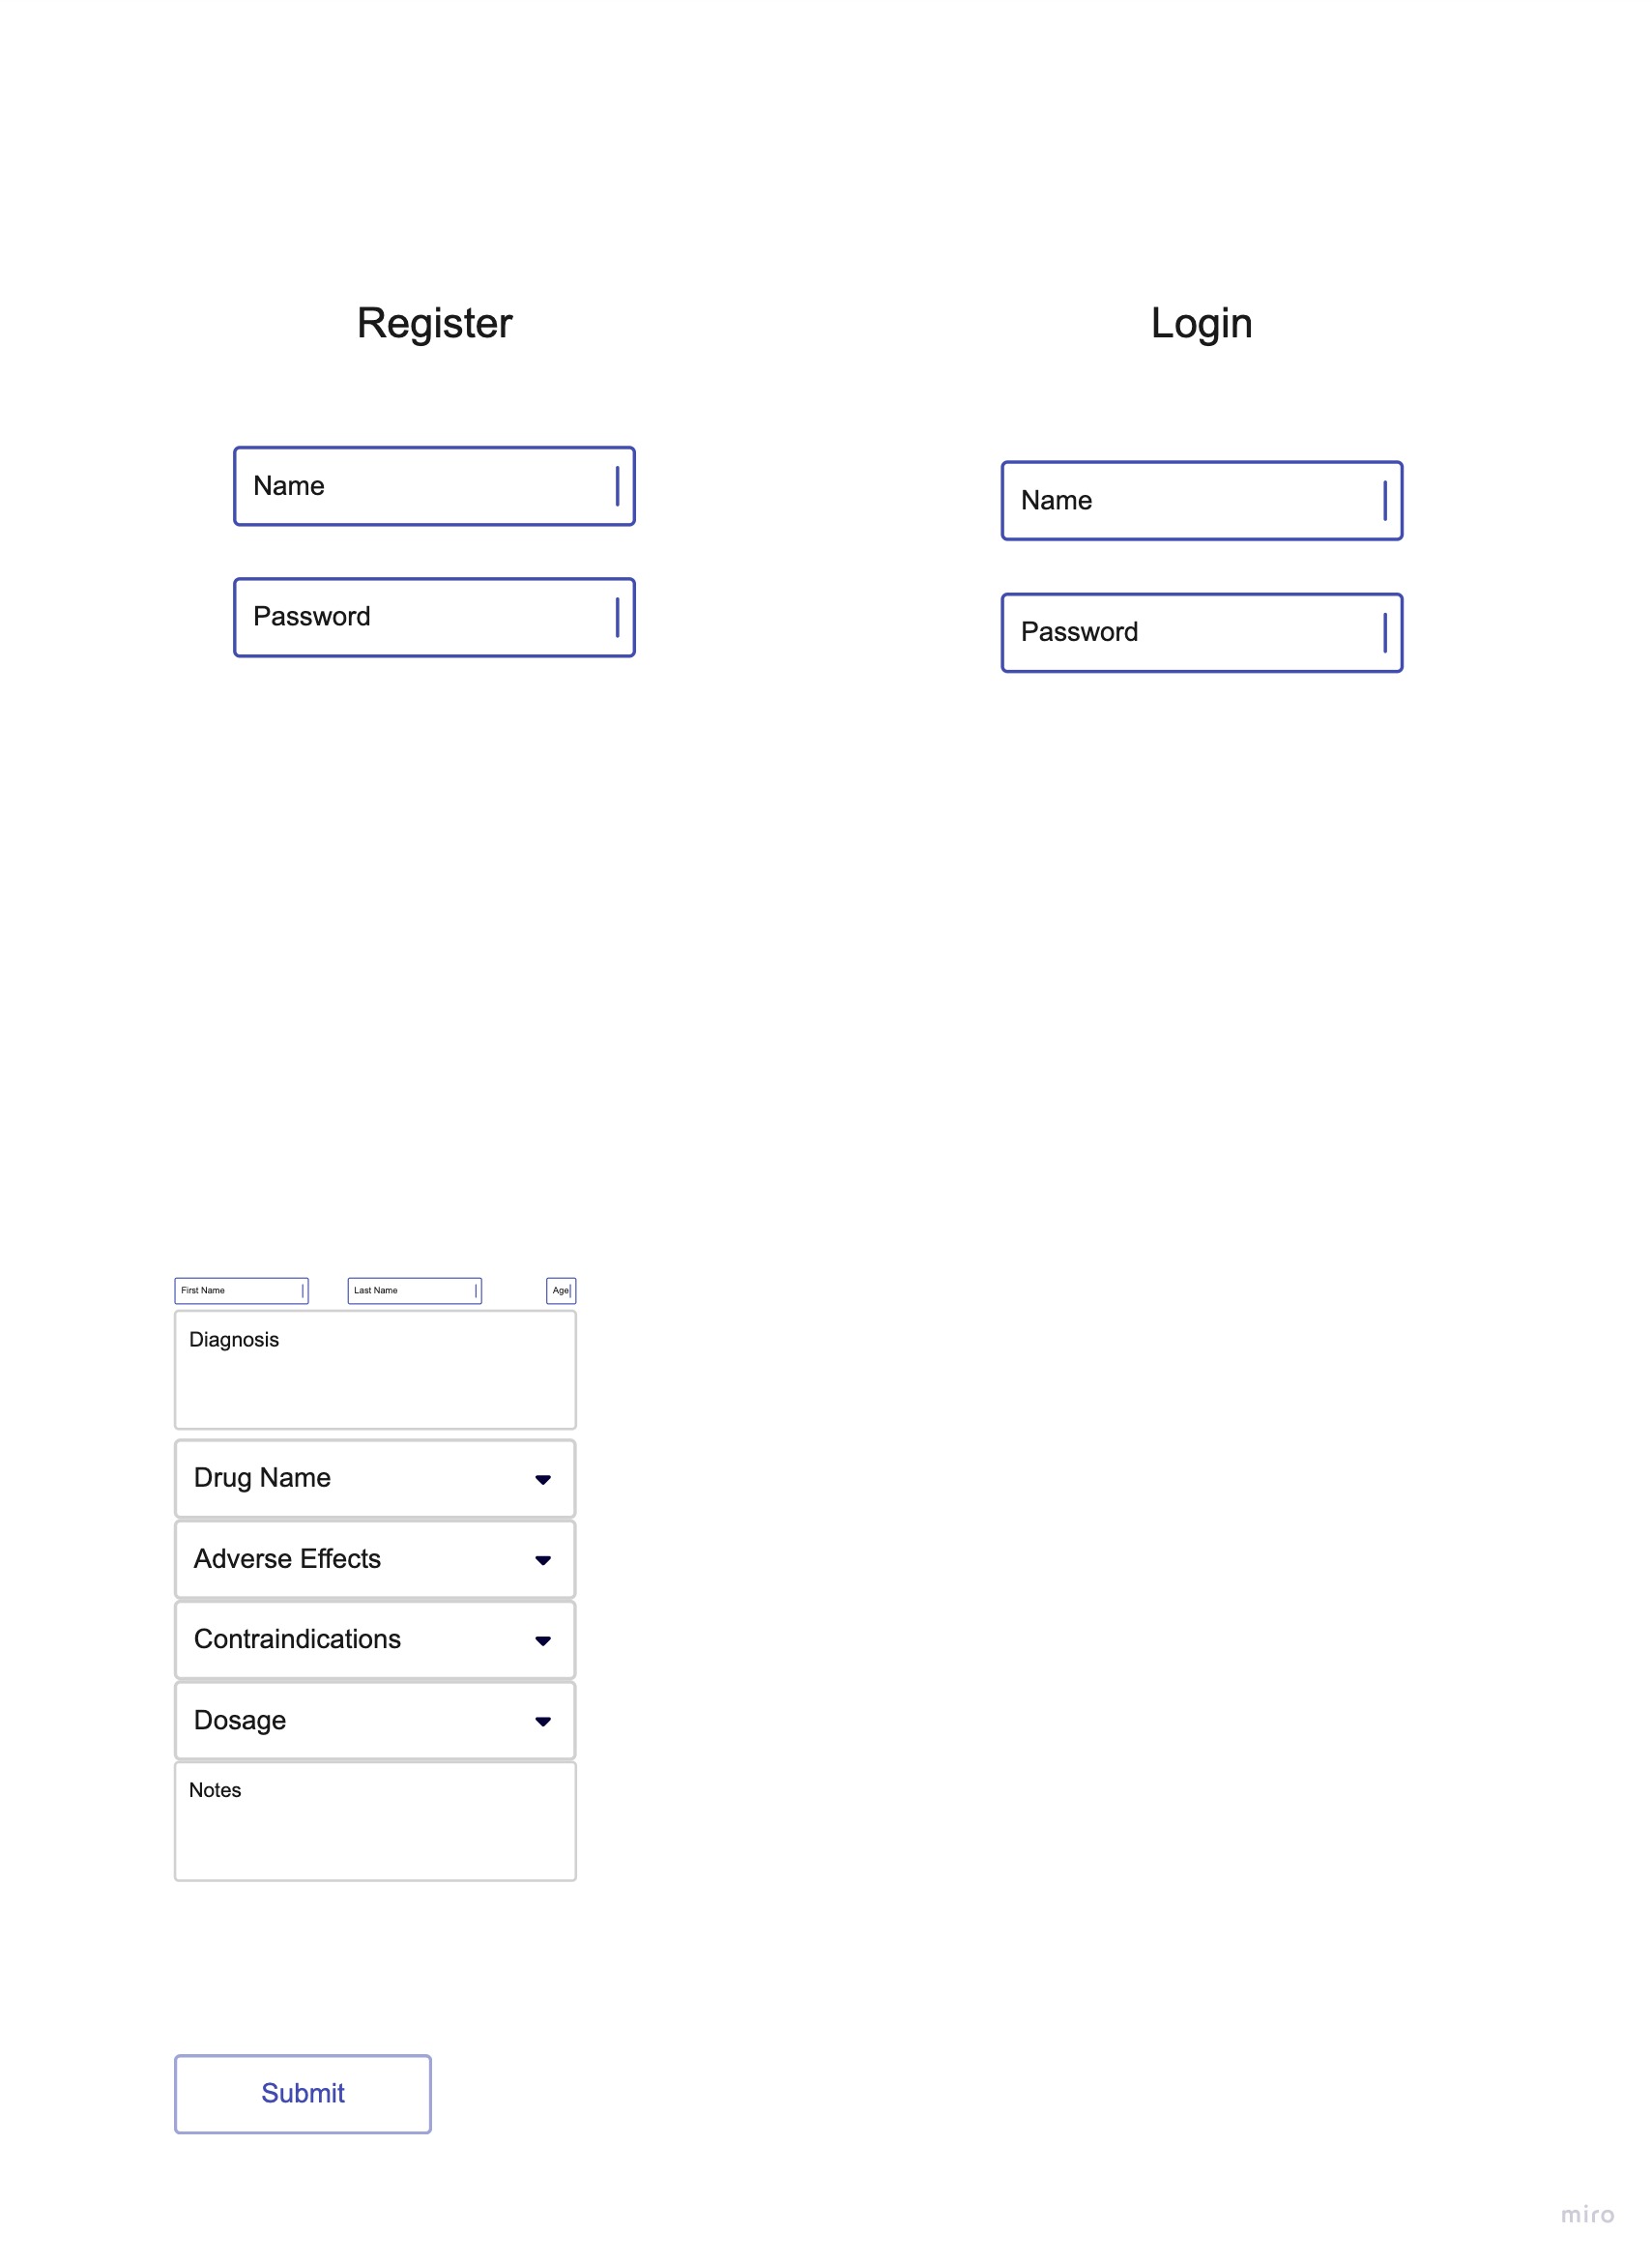 Register
Name
Password
Login
Name
Password
First Name
Last Name
Age
Diagnosis
Drug Name
Adverse Effects
Contraindications
Dosage
Notes
Submit
miro